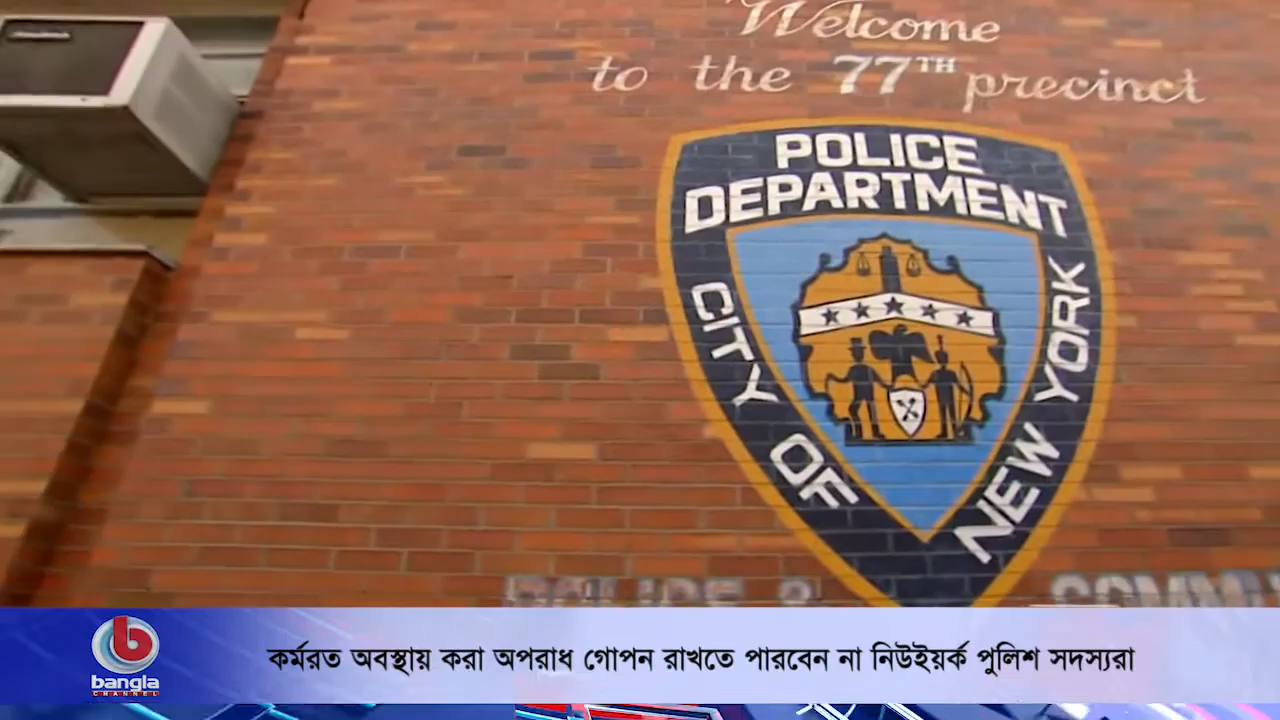 Welcome
to the 77TH precinct
POLICE
DEPARTMENT
CITY OF
NEW YORK
কর্মরত অবস্থায় করা অপরাধ গোপন রাখতে পারবেন না নিউইয়র্ক পুলিশ সদস্যরা
b
bangla
CHANNEL